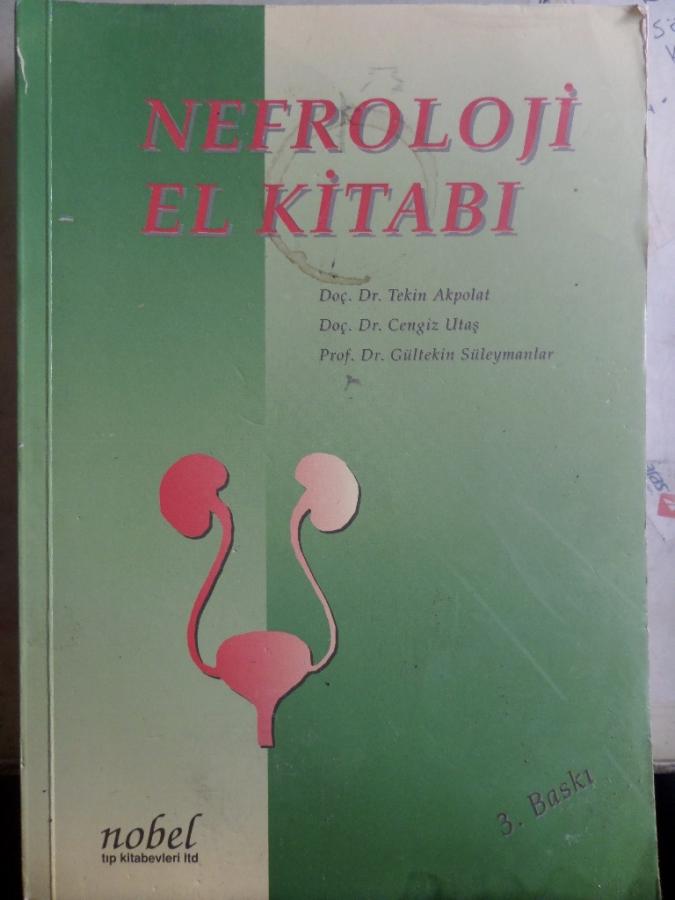 NEFROLOJİ
EL KİTABI
Doç. Dr. Tekin Akpolat
Doç. Dr. Cengiz Utaş
Prof. Dr. Gültekin Süleymanlar
3. Baskı
nobel
tıp kitabevleri ltd